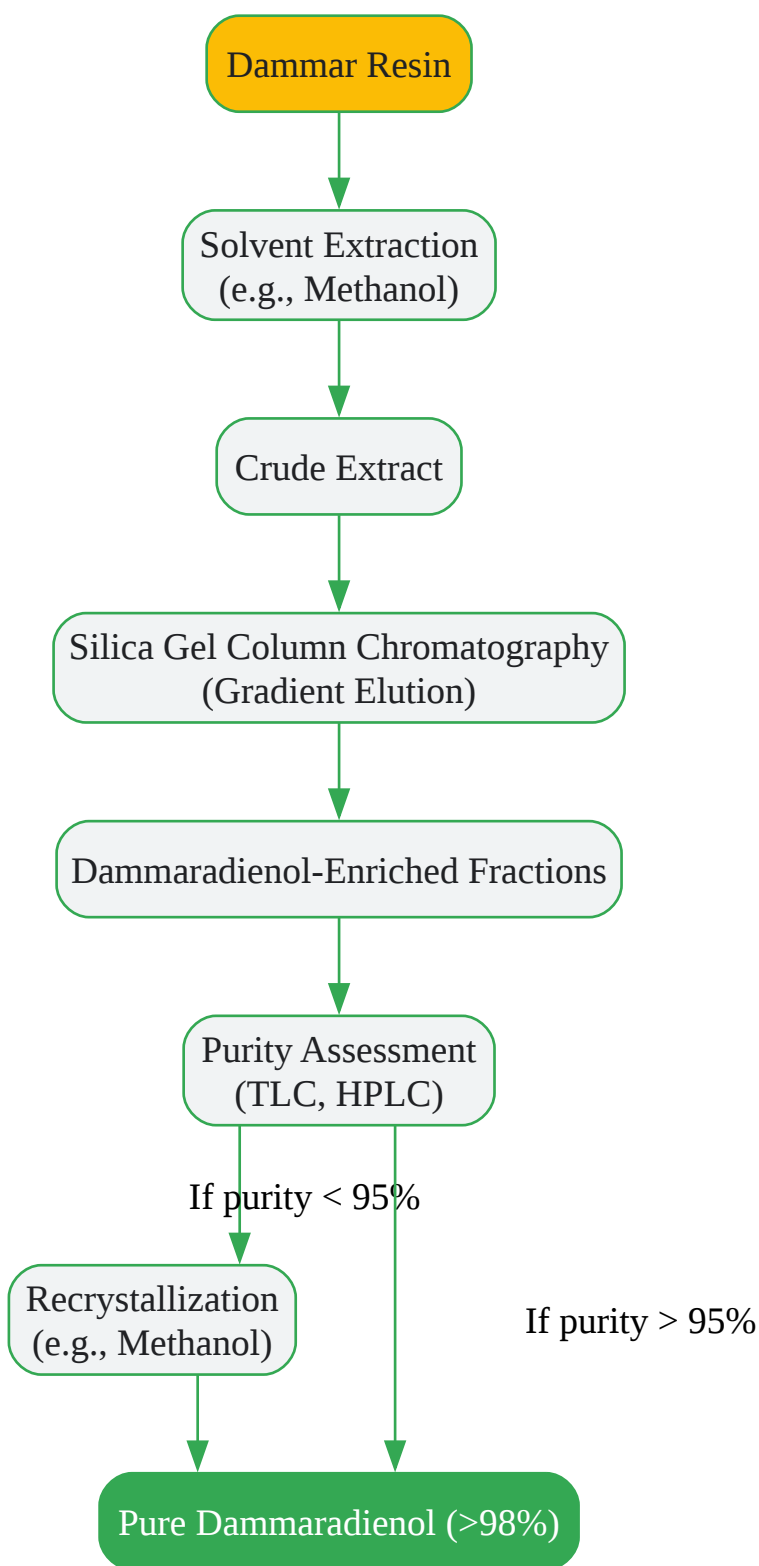 Dammar Resin
Solvent Extraction
(e.g., Methanol)
Crude Extract
Silica Gel Column Chromatography
(Gradient Elution)
Dammaradienol-Enriched Fractions
Purity Assessment
(TLC, HPLC)
If purity < 95%
Recrystallization
(e.g., Methanol)
If purity > 95%
Pure Dammaradienol (>98%)